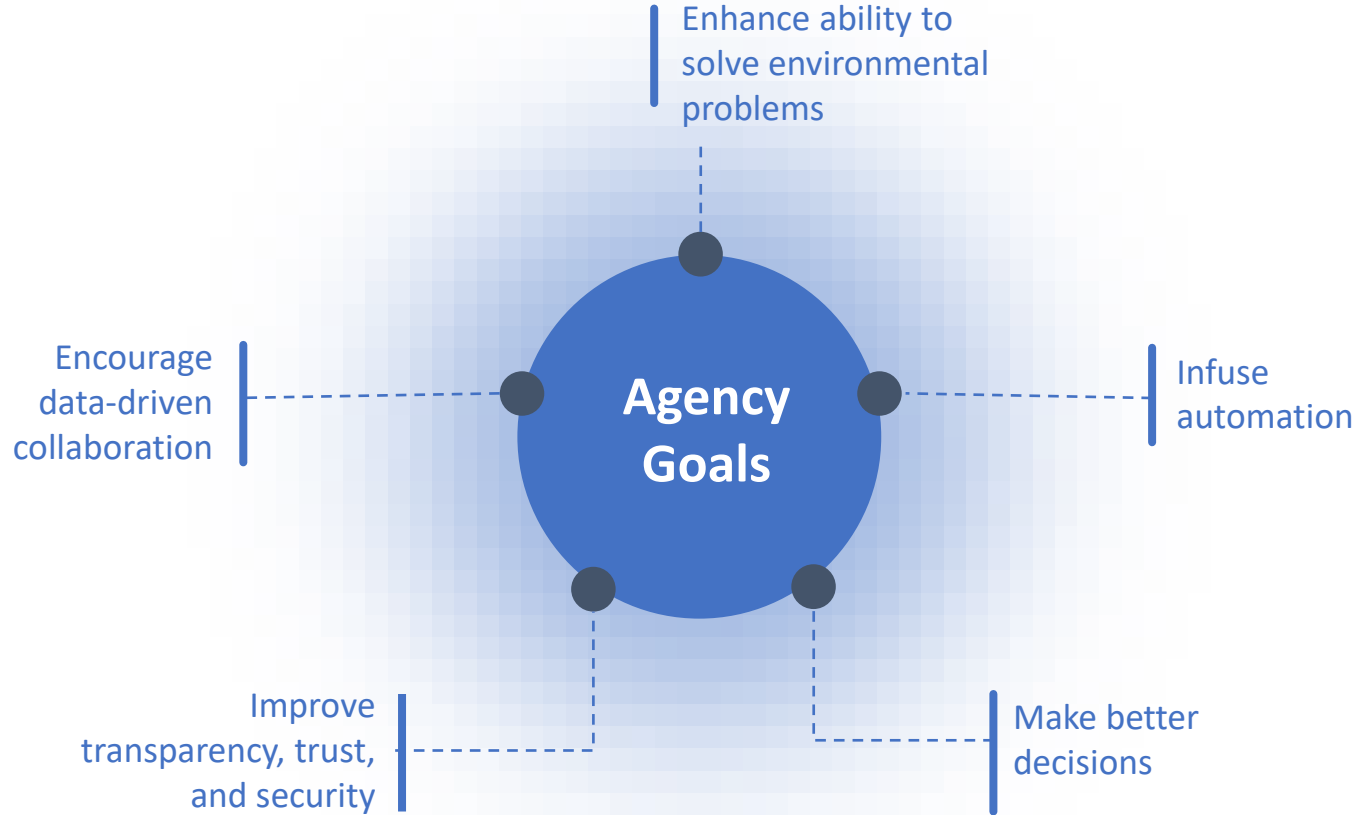 Enhance ability to
solve environmental
problems
Encourage
data-driven
collaboration
Agency
Goals
Infuse
automation
Improve
transparency, trust,
and security
Make better
decisions